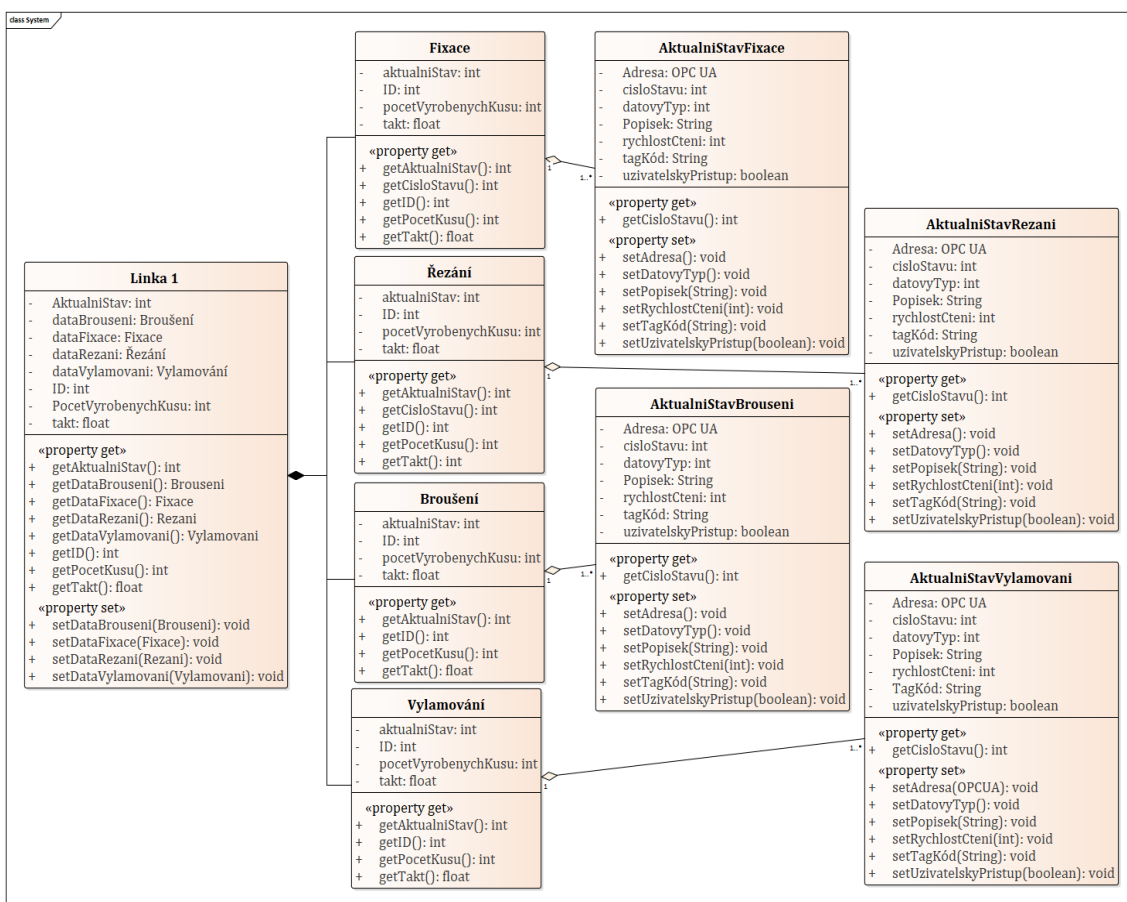 class System
Linka 1
- AktualniStav: int
- dataBrouseni: Broušení
- dataFixace: Fixace
- dataRezani: Řezání
- dataVylamovani: Vylamování
- ID: int
- PocetVyrobenychKusu: int
- takt: float
«property get»
+ getAktualniStav(): int
+ getDataBrouseni(): Brouseni
+ getDataFixace(): Fixace
+ getDataRezani(): Rezani
+ getDataVylamovani(): Vylamovani
+ getID(): int
+ getPocetKusu(): int
+ getTakt(): float
«property set»
+ setDataBrouseni(Brouseni): void
+ setDataFixace(Fixace): void
+ setDataRezani(Rezani): void
+ setDataVylamovani(Vylamovani): void
Fixace
- aktualniStav: int
- ID: int
- pocetVyrobenychKusu: int
- takt: float
«property get»
+ getAktualniStav(): int
+ getCisloStavu(): int
+ getID(): int
+ getPocetKusu(): int
+ getTakt(): float
1
1..*
AktualniStavFixace
- Adresa: OPC UA
- cisloStavu: int
- datovyTyp: int
- Popisek: String
- rychlostCteni: int
- tagKód: String
- uzivatelskyPristup: boolean
«property get»
+ getCisloStavu(): int
«property set»
+ setAdresa(): void
+ setDatovyTyp(): void
+ setPopisek(String): void
+ setRychlostCteni(int): void
+ setTagKód(String): void
+ setUzivatelskyPristup(boolean): void
Řezání
- aktualniStav: int
- ID: int
- pocetVyrobenychKusu: int
- takt: float
«property get»
+ getAktualniStav(): int
+ getCisloStavu(): int
+ getID(): int
+ getPocetKusu(): int
+ getTakt(): int
1
1..*
AktualniStavRezani
- Adresa: OPC UA
- cisloStavu: int
- datovyTyp: int
- Popisek: String
- rychlostCteni: int
- tagKód: String
- uzivatelskyPristup: boolean
«property get»
+ getCisloStavu(): int
«property set»
+ setAdresa(): void
+ setDatovyTyp(): void
+ setPopisek(String): void
+ setRychlostCteni(int): void
+ setTagKód(String): void
+ setUzivatelskyPristup(boolean): void
Broušení
- aktualniStav: int
- ID: int
- pocetVyrobenychKusu: int
- takt: float
«property get»
+ getAktualniStav(): int
+ getID(): int
+ getPocetKusu(): int
+ getTakt(): float
1
1..*
AktualniStavBrouseni
- Adresa: OPC UA
- cisloStavu: int
- datovyTyp: int
- Popisek: String
- rychlostCteni: int
- tagKód: String
- uzivatelskyPristup: boolean
«property get»
+ getCisloStavu(): int
«property set»
+ setAdresa(): void
+ setDatovyTyp(): void
+ setPopisek(String): void
+ setRychlostCteni(int): void
+ setTagKód(String): void
+ setUzivatelskyPristup(boolean): void
Vylamování
- aktualniStav: int
- ID: int
- pocetVyrobenychKusu: int
- takt: float
«property get»
+ getAktualniStav(): int
+ getID(): int
+ getPocetKusu(): int
+ getTakt(): float
1
1..*
AktualniStavVylamovani
- Adresa: OPC UA
- cisloStavu: int
- datovyTyp: int
- Popisek: String
- rychlostCteni: int
- TagKód: String
- uzivatelskyPristup: boolean
«property get»
+ getCisloStavu(): int
«property set»
+ setAdresa(OPCUA): void
+ setDatovyTyp(): void
+ setPopisek(String): void
+ setRychlostCteni(int): void
+ setTagKód(String): void
+ setUzivatelskyPristup(boolean): void